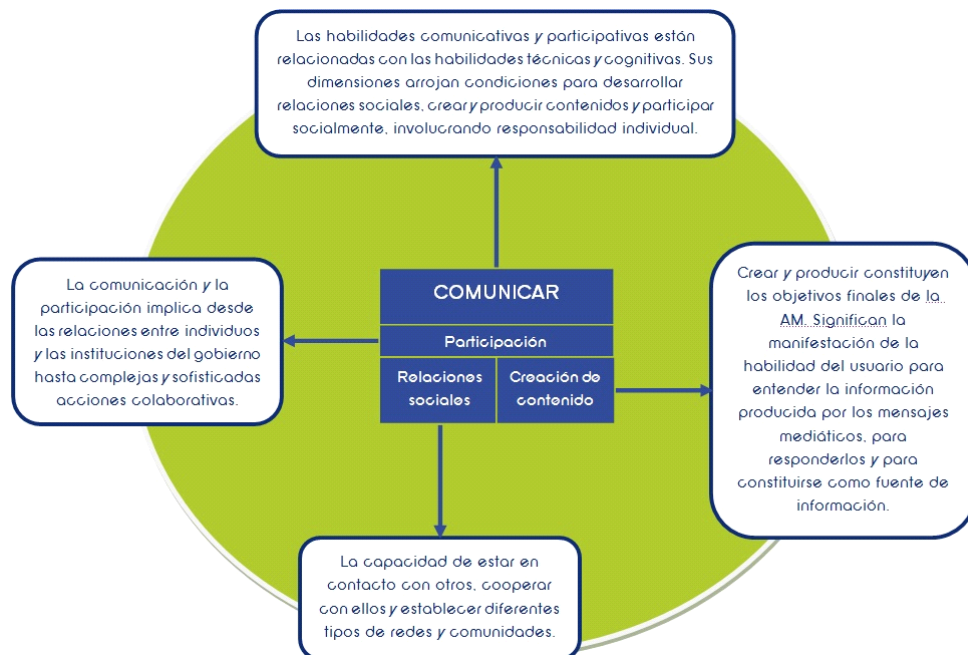 Las habilidades comunicativas y participativas están
relacionadas con las habilidades técnicas y cognitivas. Sus
dimensiones arrojan condiciones para desarrollar
relaciones sociales, crear y producir contenidos y participar
socialmente, involucrando responsabilidad individual.
La comunicación y la
participación implica desde
las relaciones entre individuos
y las instituciones del gobierno
hasta complejas y sofisticadas
acciones colaborativas.
COMUNICAR
Participación
Relaciones
sociales
Creación de
contenido
Crear y producir constituyen
los objetivos finales de la
AM. Significan la
manifestación de la
habilidad del usuario para
entender la información
producida por los mensajes
mediáticos, para
responderlos y para
constituirse como fuente de
información.
La capacidad de estar en
contacto con otros, cooperar
con ellos y establecer diferentes
tipos de redes y comunidades.